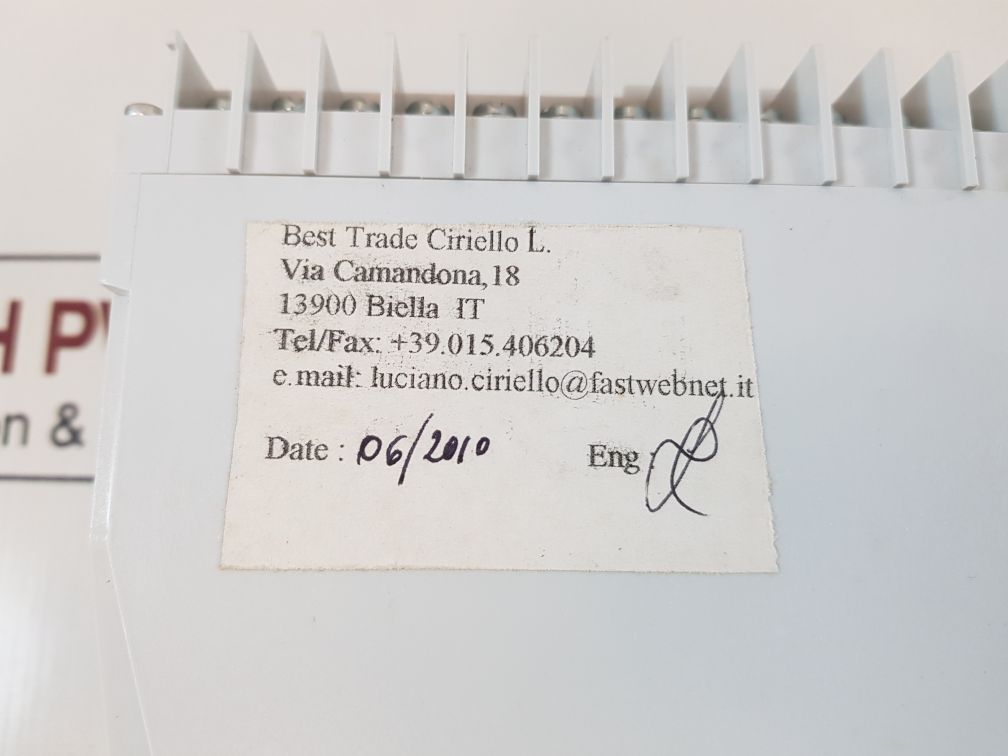 Best Trade Ciriello L.
Via Camandona,18
13900 Biella IT
Tel/Fax: +39.015.406204
e.mail: luciano.ciriello@fastwebnet.it
Date : 06/2010 Eng
H P
n &